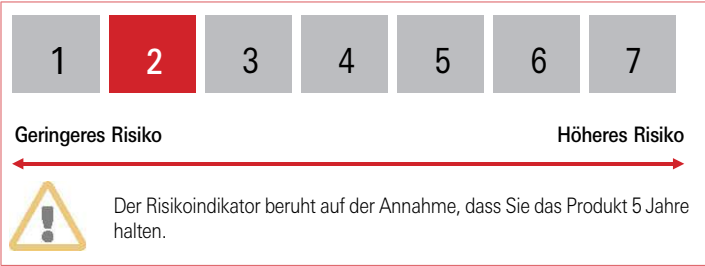 1 2 3 4 5 6 7
Geringeres Risiko Höheres Risiko
Der Risikoindikator beruht auf der Annahme, dass Sie das Produkt 5 Jahre
halten.